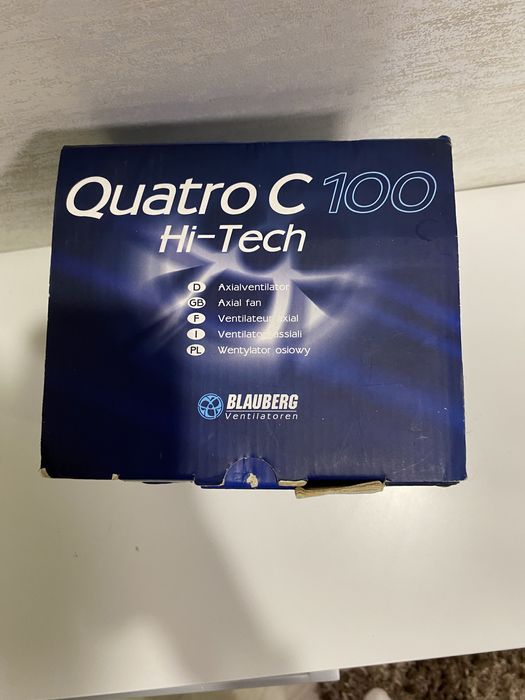 Quatro C 100
Hi-Tech
D Axialventilator
GB Axial fan
F Ventilateur axial
I Ventilatori assiali
PL Wentylator osiowy
BLAUBERG
Ventilatoren